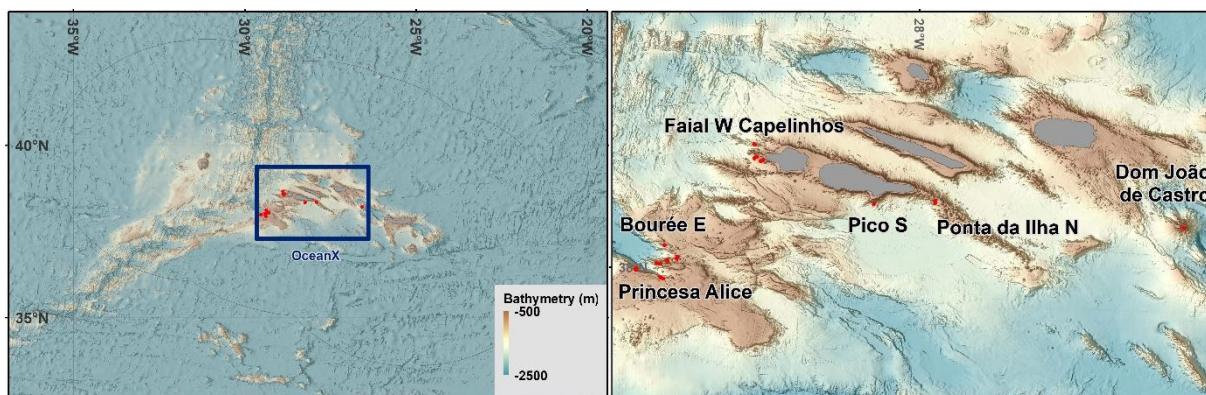 35°W
30°W
25°W
20°W
40°N
35°N
OceanX
Bathymetry (m)
-500
-2500
28°W
Faial W Capelinhos
Dom João
de Castro
Bourée E
Pico S
Ponta da Ilha N
Princesa Alice